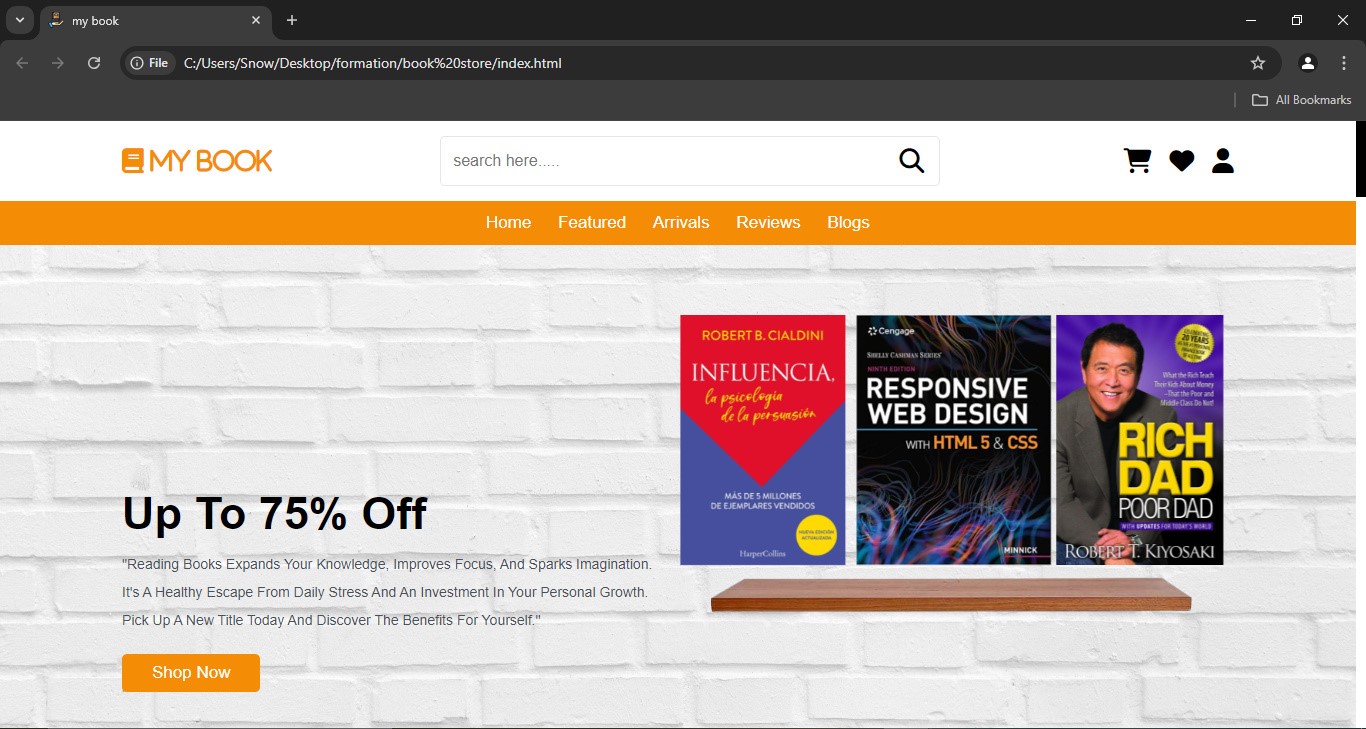 my book
File
C:/Users/Snow/Desktop/formation/book%20store/index.html
All Bookmarks
MY BOOK
search here.....
Home
Featured
Arrivals
Reviews
Blogs
Up To 75% Off
"Reading Books Expands Your Knowledge, Improves Focus, And Sparks Imagination.
It's A Healthy Escape From Daily Stress And An Investment In Your Personal Growth.
Pick Up A New Title Today And Discover The Benefits For Yourself."
Shop Now
ROBERT B. CIALDINI
INFLUENCIA,
la psicología
de la persuasión
MÁS DE 5 MILLONES
DE EJEMPLARES VENDIDOS
NUEVA EDICIÓN
ACTUALIZADA
HarperCollins
Cengage
SHELLY CASHMAN SERIES
NINTH EDITION
RESPONSIVE
WEB DESIGN
WITH HTML 5 & CSS
MINNICK
20 YEARS
What the Rich Teach
Their Kids About Money
–That the Poor and
Middle Class Do Not!
RICH
DAD
POOR DAD
WITH UPDATES FOR TODAY'S WORLD
ROBERT T. KIYOSAKI